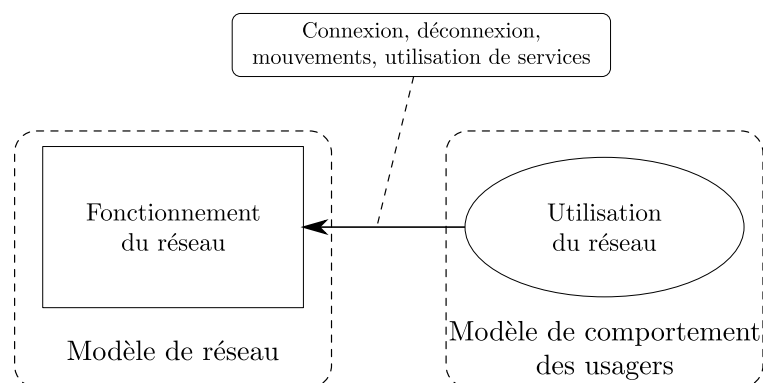 Connexion, déconnexion,
mouvements, utilisation de services
Fonctionnement
du réseau
Utilisation
du réseau
Modèle de réseau
Modèle de comportement
des usagers